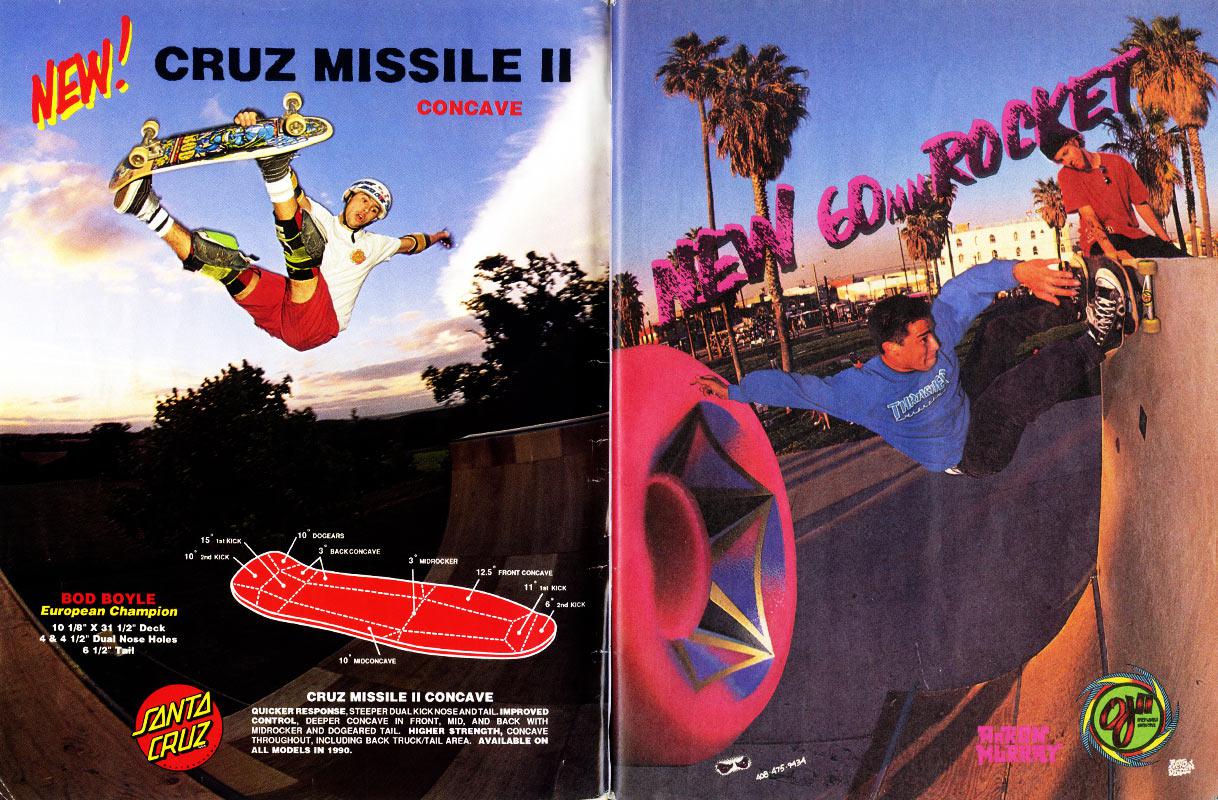 NEW!
CRUZ MISSILE II
CONCAVE
BOD
15° 1st KICK
10° 2nd KICK
10° DOGEARS
3° BACK CONCAVE
3° MIDROCKER
12.5° FRONT CONCAVE
11° 1st KICK
6° 2nd KICK
10° MIDCONCAVE
BOD BOYLE
European Champion
10 1/8" X 31 1/2" Deck
4 & 4 1/2" Dual Nose Holes
6 1/2" Tail
SANTA
CRUZ
CRUZ MISSILE II CONCAVE
QUICKER RESPONSE, STEEPER DUAL KICK NOSE AND TAIL. IMPROVED
CONTROL, DEEPER CONCAVE IN FRONT, MID, AND BACK WITH
MIDROCKER AND DOGEARED TAIL. HIGHER STRENGTH, CONCAVE
THROUGHOUT, INCLUDING BACK TRUCK/TAIL AREA. AVAILABLE ON
ALL MODELS IN 1990.
NEW 60mm ROCKET
THRASHER
408 475-9434
AARON
MURRAY
OJII